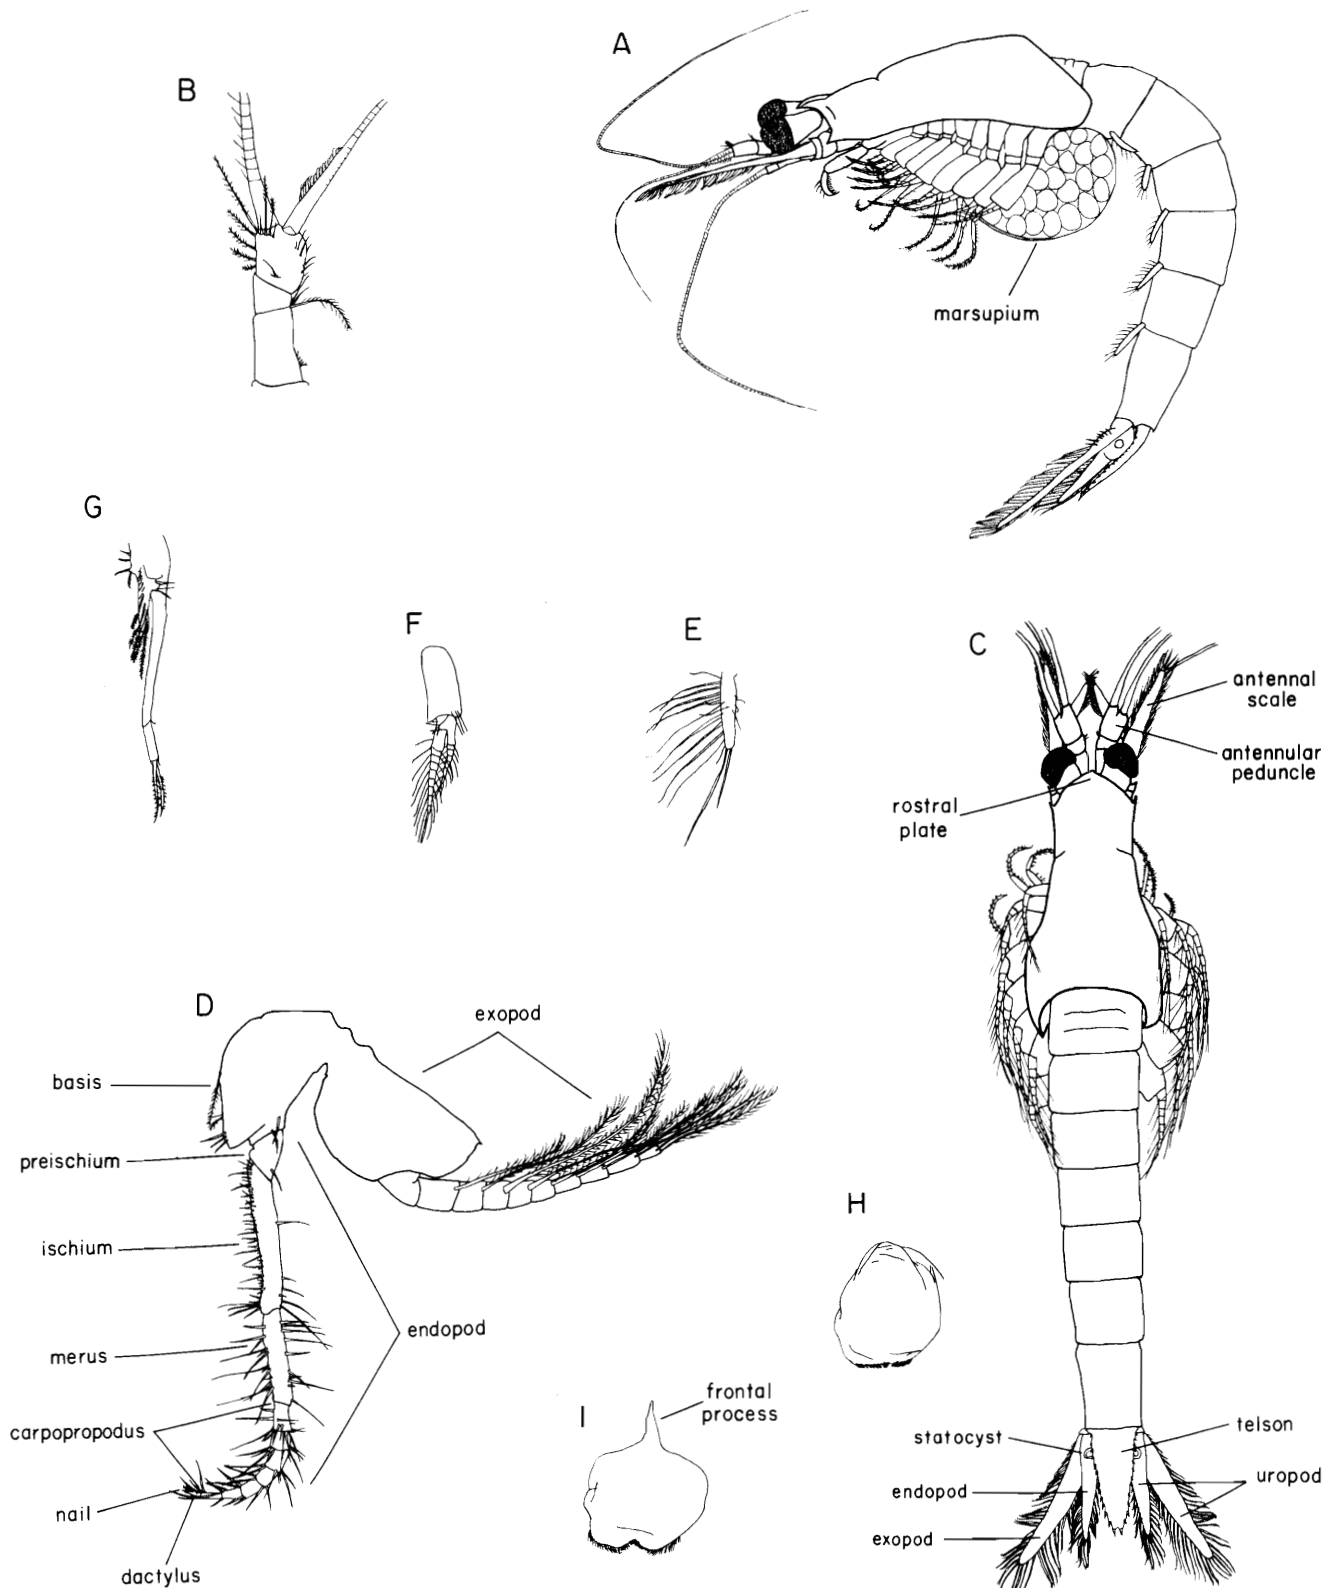 A
B
marsupium
G
F
E
C
antennal
scale
antennular
peduncle
rostral
plate
D
exopod
basis
preischium
ischium
endopod
merus
carpopropodus
nail
dactylus
H
I
frontal
process
statocyst
telson
endopod
uropod
exopod